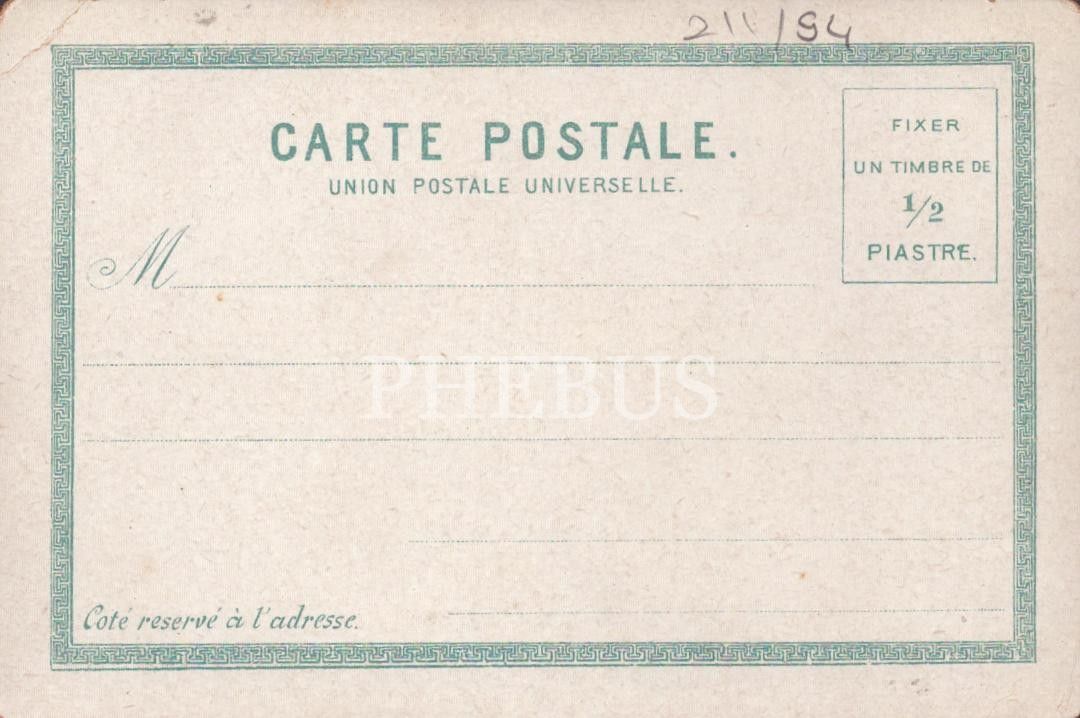 211/94
CARTE POSTALE.
UNION POSTALE UNIVERSELLE.
FIXER
UN TIMBRE DE
1/2
PIASTRE.
M
PHEBUS
Coté reservé à l'adresse.